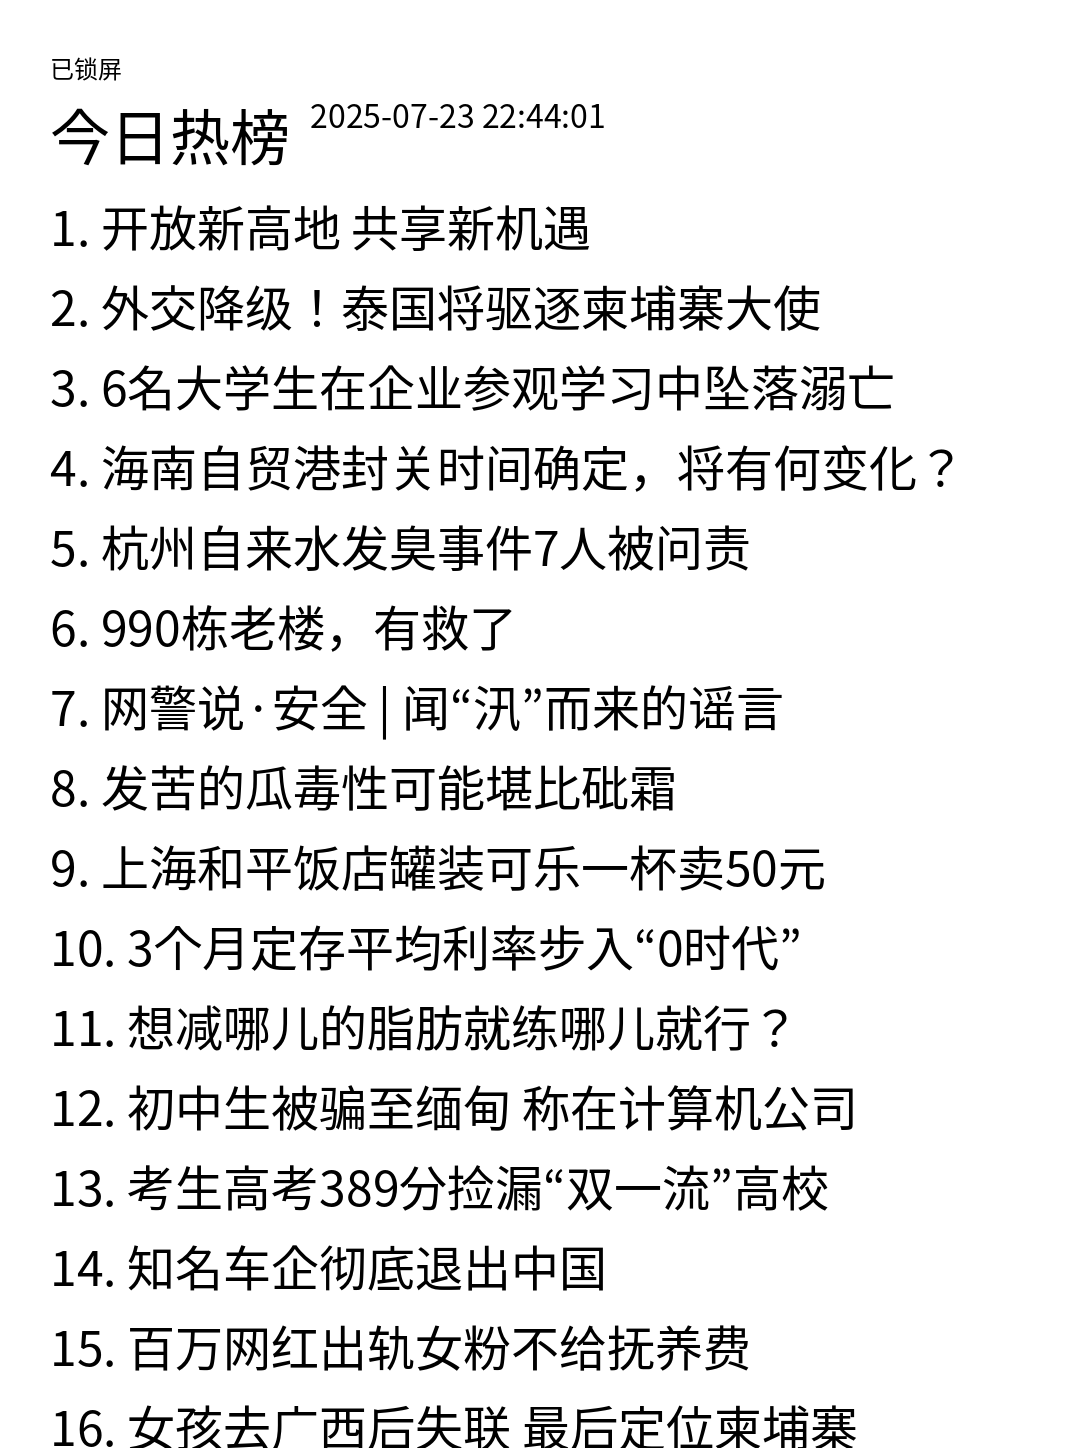 已锁屏
今日热榜 2025-07-23 22:44:01
1. 开放新高地 共享新机遇
2. 外交降级！泰国将驱逐柬埔寨大使
3. 6名大学生在企业参观学习中坠落溺亡
4. 海南自贸港封关时间确定，将有何变化？
5. 杭州自来水发臭事件7人被问责
6. 990栋老楼，有救了
7. 网警说·安全 | 闻“汛”而来的谣言
8. 发苦的瓜毒性可能堪比砒霜
9. 上海和平饭店罐装可乐一杯卖50元
10. 3个月定存平均利率步入“0时代”
11. 想减哪儿的脂肪就练哪儿就行？
12. 初中生被骗至缅甸 称在计算机公司
13. 考生高考389分捡漏“双一流”高校
14. 知名车企彻底退出中国
15. 百万网红出轨女粉不给抚养费
16. 女孩去广西后失联 最后定位柬埔寨